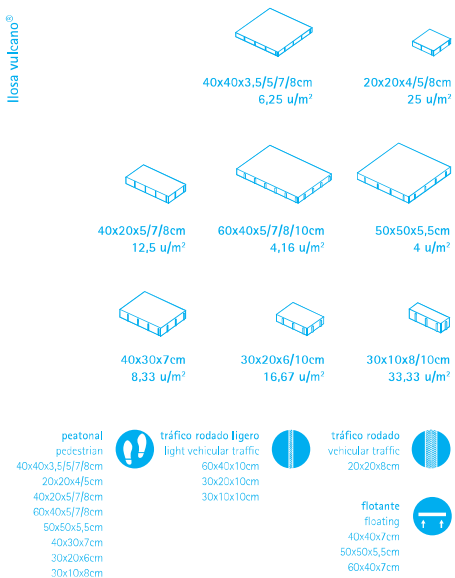 llosa vulcano®
40x40x3,5/5/7/8cm
6,25 u/m²
20x20x4/5/8cm
25 u/m²
40x20x5/7/8cm
12,5 u/m²
60x40x5/7/8/10cm
4,16 u/m²
50x50x5,5cm
4 u/m²
40x30x7cm
8,33 u/m²
30x20x6/10cm
16,67 u/m²
30x10x8/10cm
33,33 u/m²
peatonal
pedestrian
40x40x3,5/5/7/8cm
20x20x4/5cm
40x20x5/7/8cm
60x40x5/7/8cm
50x50x5,5cm
40x30x7cm
30x20x6cm
30x10x8cm
tráfico rodado ligero
light vehicular traffic
60x40x10cm
30x20x10cm
30x10x10cm
tráfico rodado
vehicular traffic
20x20x8cm
flotante
floating
40x40x7cm
50x50x5,5cm
60x40x7cm